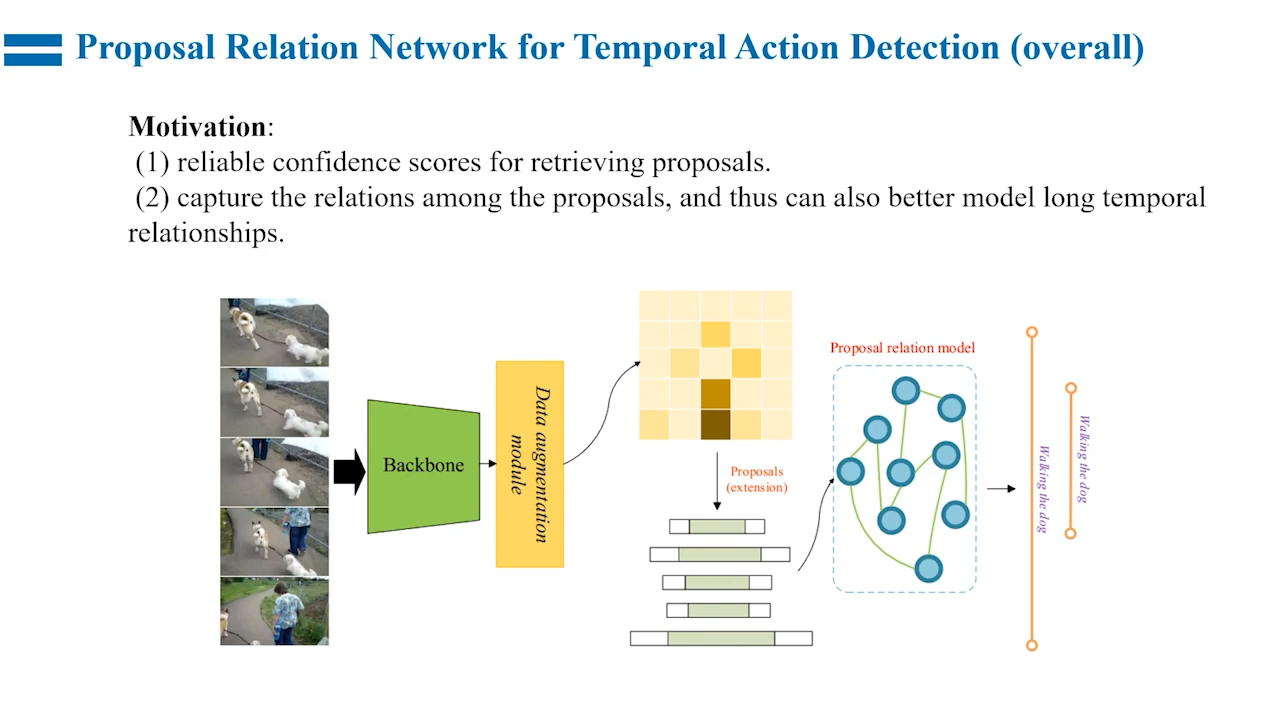 Proposal Relation Network for Temporal Action Detection (overall)
Motivation:
(1) reliable confidence scores for retrieving proposals.
(2) capture the relations among the proposals, and thus can also better model long temporal
relationships.
Backbone
Data augmentation
module
Proposals
(extension)
Proposal relation model
Walking the dog
Walking the dog